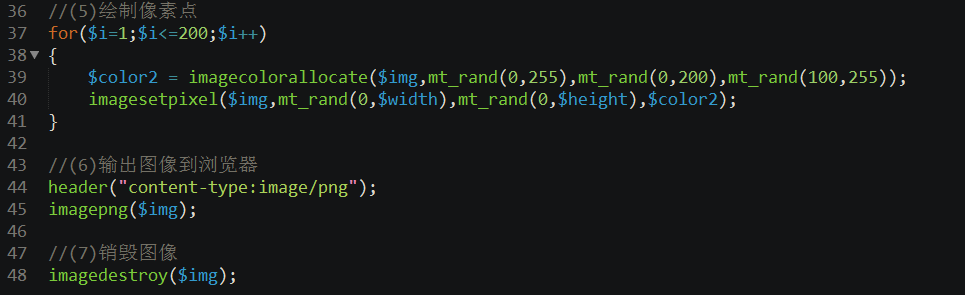 36 //(5)绘制像素点
37 for($i=1;$i<=200;$i++)
38 {
39 $color2 = imagecolorallocate($img,mt_rand(0,255),mt_rand(0,200),mt_rand(100,255));
40 imagesetpixel($img,mt_rand(0,$width),mt_rand(0,$height),$color2);
41 }
42
43 //(6)输出图像到浏览器
44 header("content-type:image/png");
45 imagepng($img);
46
47 //(7)销毁图像
48 imagedestroy($img);